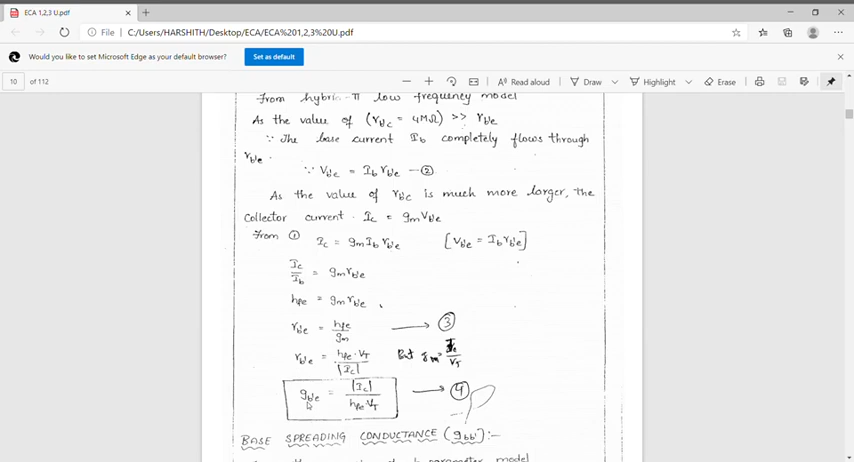 ECA 1,2,3 U.pdf
File | C:/Users/HARSHITH/Desktop/ECA/ECA%201,2,3%20U.pdf
Would you like to set Microsoft Edge as your default browser? Set as default
10 of 112 Read aloud Draw Highlight Erase
From hybrid-π low frequency model
As the value of (rb'c = 4MΩ) >> rb'e
∵ The base current Ib completely flows through
rb'e.
∵ Vb'e = Ib rb'e —②
As the value of rb'c is much more larger, the
collector current. Ic = gmVb'e
From ① Ic = gm Ib rb'e [Vb'e = Ib rb'e]
Ic/Ib = gm rb'e
hfe = gm rb'e.
rb'e = hfe/gm → ③
rb'e = hfe·VT/|Ic| But gm = Ic/VT
gb'e = |Ic|/hfe·VT → ④
BASE SPREADING CONDUCTANCE (gbb'):-
model